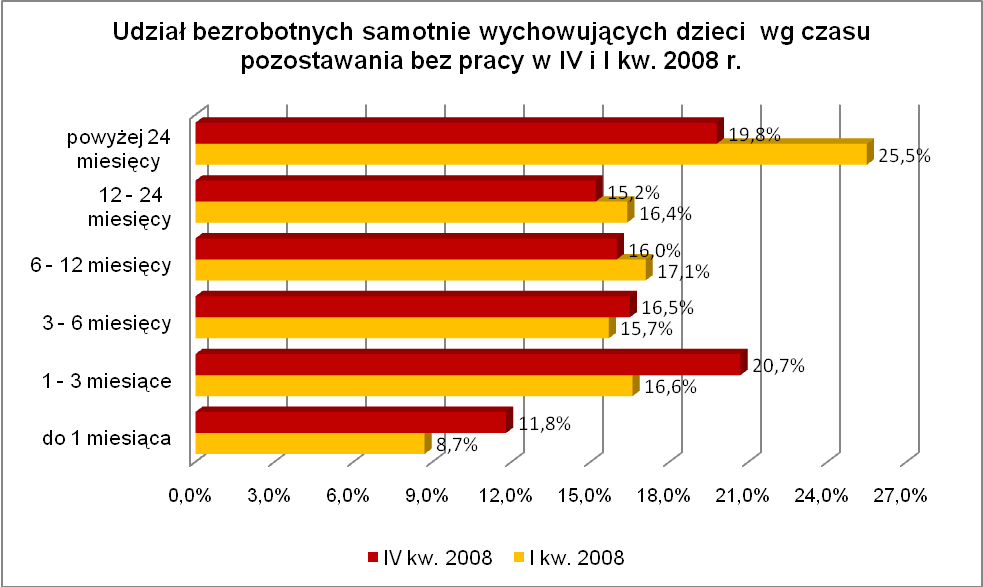 Udział bezrobotnych samotnie wychowujących dzieci wg czasu
pozostawania bez pracy w IV i I kw. 2008 r.
powyżej 24
miesięcy
19,8%
25,5%
12 - 24
miesięcy
15,2%
16,4%
6 - 12 miesięcy
16,0%
17,1%
3 - 6 miesięcy
16,5%
15,7%
1 - 3 miesiące
20,7%
16,6%
do 1 miesiąca
11,8%
8,7%
0,0% 3,0% 6,0% 9,0% 12,0% 15,0% 18,0% 21,0% 24,0% 27,0%
IV kw. 2008 I kw. 2008